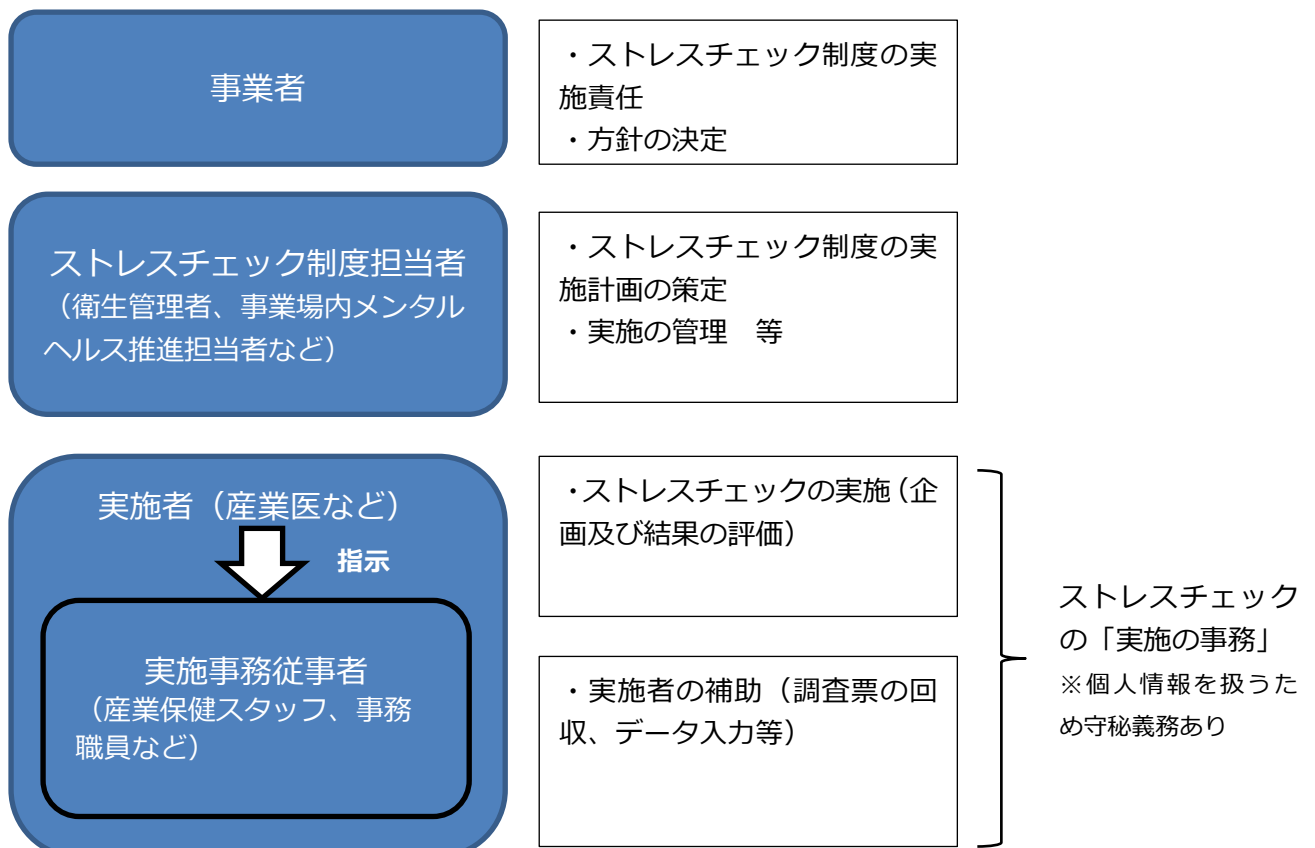 事業者
・ストレスチェック制度の実
施責任
・方針の決定
ストレスチェック制度担当者
（衛生管理者、事業場内メンタル
ヘルス推進担当者など）
・ストレスチェック制度の実
施計画の策定
・実施の管理　等
実施者（産業医など）
指示
実施事務従事者
（産業保健スタッフ、事務
職員など）
・ストレスチェックの実施（企
画及び結果の評価）
・実施者の補助（調査票の回
収、データ入力等）
ストレスチェック
の「実施の事務」
※個人情報を扱うた
め守秘義務あり